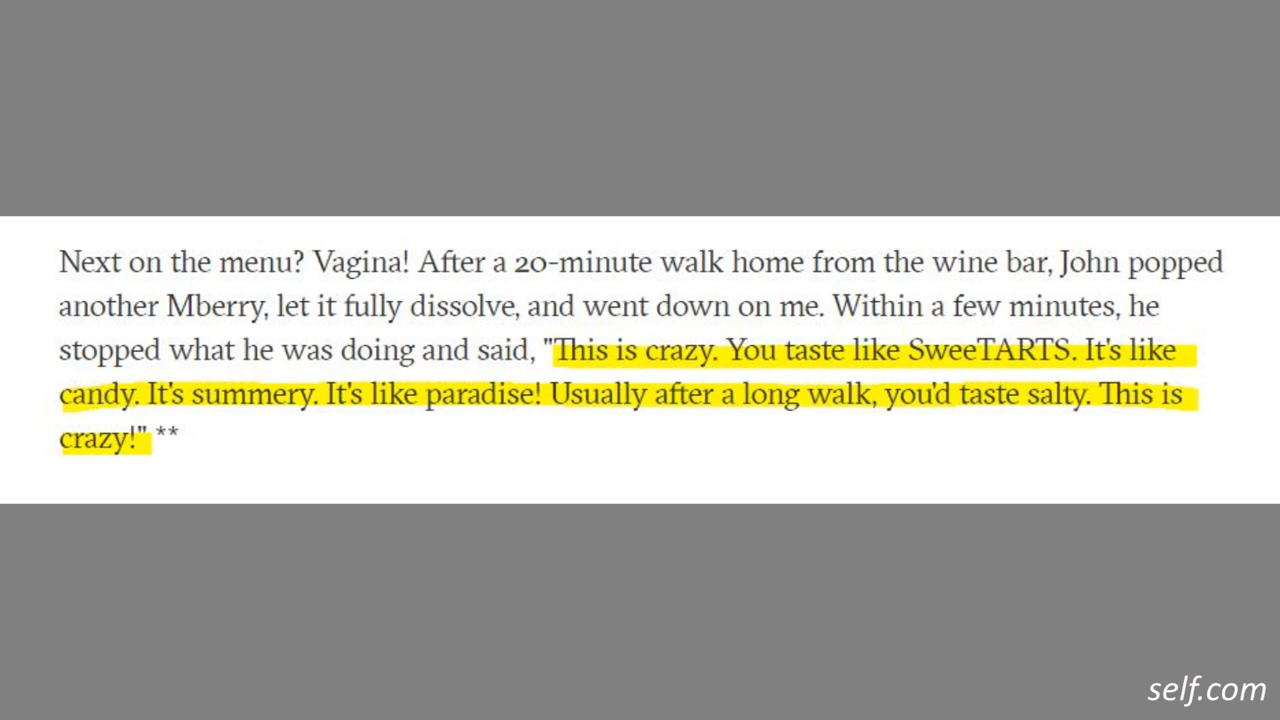 Next on the menu? Vagina! After a 20-minute walk home from the wine bar, John popped
another Mberry, let it fully dissolve, and went down on me. Within a few minutes, he
stopped what he was doing and said, "This is crazy. You taste like SweeTARTS. It's like
candy. It's summery. It's like paradise! Usually after a long walk, you'd taste salty. This is
crazy!" **
self.com